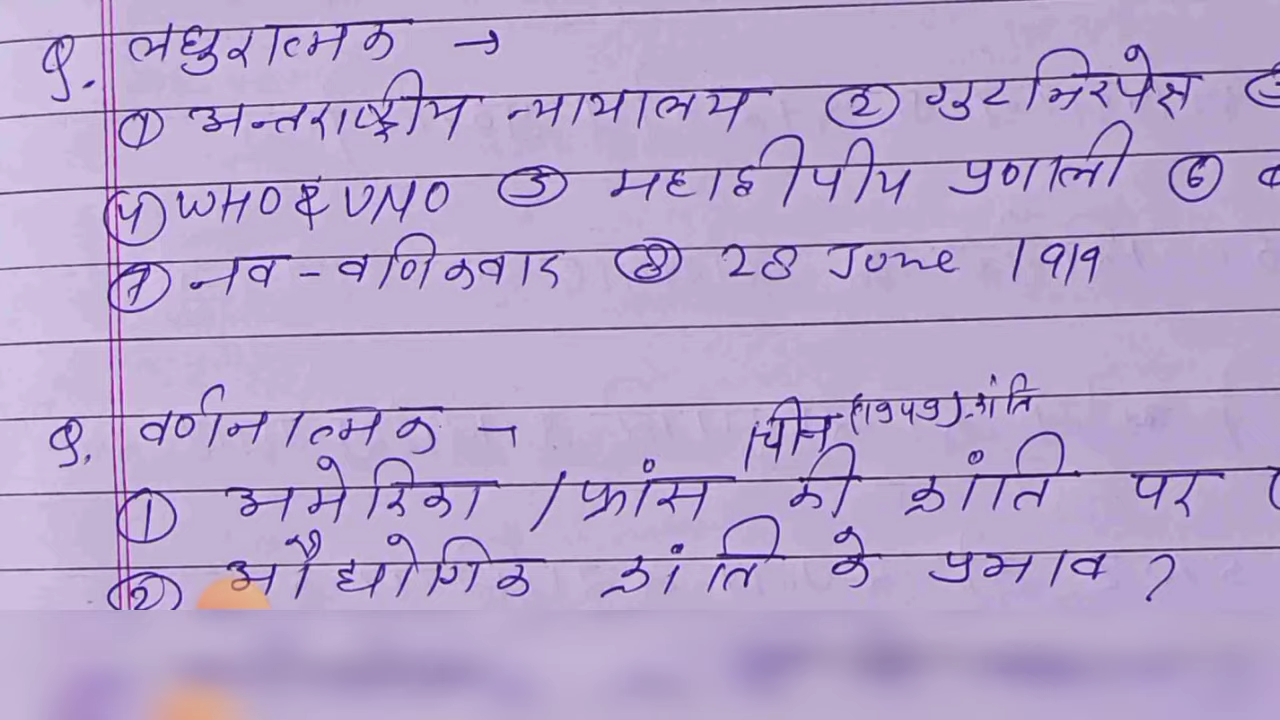 Q. लघुरात्मक →
① अन्तराष्ट्रीय न्यायालय ② गुटनिरपेक्ष
④ WHO & UNO ⑤ महाद्वीपीय प्रणाली ⑥
⑦ नव - वणिकवाद ⑧ 28 June 1919
Q. वर्णनात्मक →
/चीन (1949) क्रांति
① अमेरिका / फ्रांस की क्रांति पर
② औद्योगिक क्रांति के प्रभाव ?